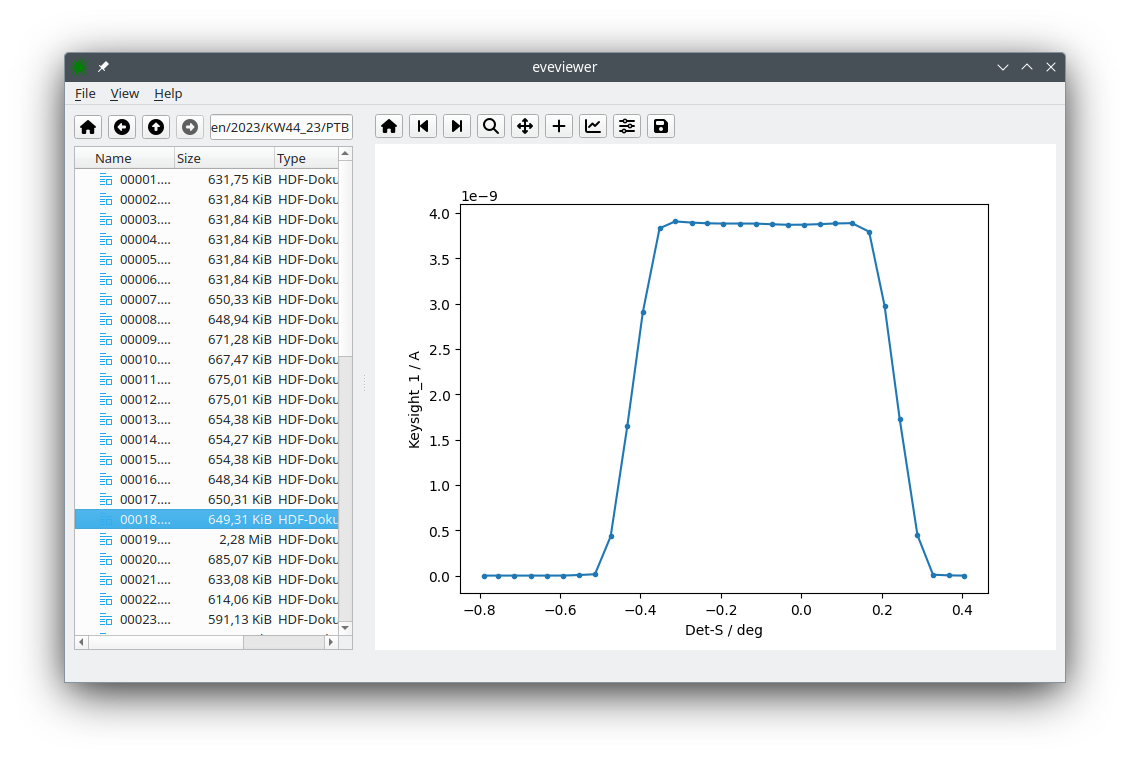 eveviewer
File View Help
en/2023/KW44_23/PTB
Name Size Type
00001.... 631,75 KiB HDF-Doku
00002.... 631,84 KiB HDF-Doku
00003.... 631,84 KiB HDF-Doku
00004.... 631,84 KiB HDF-Doku
00005.... 631,84 KiB HDF-Doku
00006.... 631,84 KiB HDF-Doku
00007.... 650,33 KiB HDF-Doku
00008.... 648,94 KiB HDF-Doku
00009.... 671,28 KiB HDF-Doku
00010.... 667,47 KiB HDF-Doku
00011.... 675,01 KiB HDF-Doku
00012.... 675,01 KiB HDF-Doku
00013.... 654,38 KiB HDF-Doku
00014.... 654,27 KiB HDF-Doku
00015.... 654,38 KiB HDF-Doku
00016.... 648,34 KiB HDF-Doku
00017.... 650,31 KiB HDF-Doku
00018.... 649,31 KiB HDF-Doku
00019.... 2,28 MiB HDF-Doku
00020.... 685,07 KiB HDF-Doku
00021.... 633,08 KiB HDF-Doku
00022.... 614,06 KiB HDF-Doku
00023.... 591,13 KiB HDF-Doku
1e−9
4.0
3.5
3.0
2.5
2.0
1.5
1.0
0.5
0.0
Keysight_1 / A
−0.8 −0.6 −0.4 −0.2 0.0 0.2 0.4
Det-S / deg